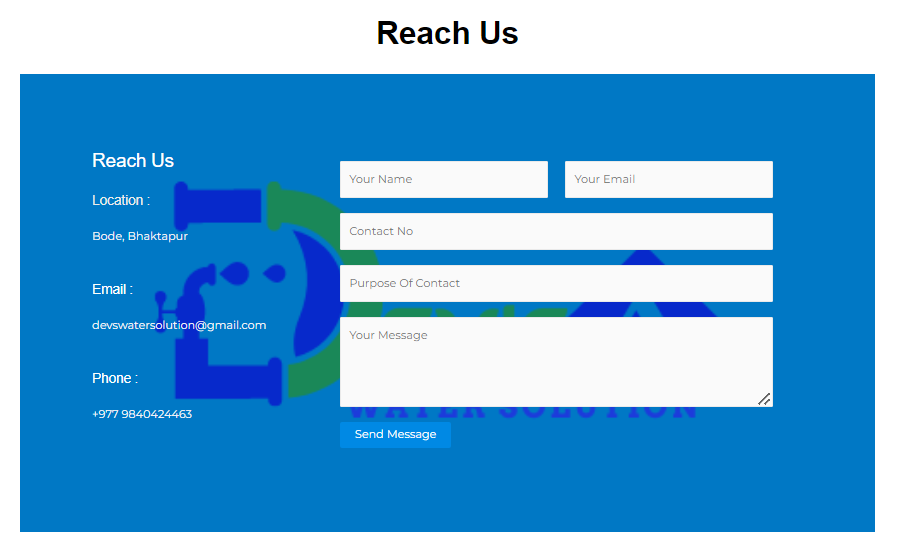 Reach Us
Reach Us
Location :
Bode, Bhaktapur
Email :
devswatersolution@gmail.com
Phone :
+977 9840424463
Your Name
Your Email
Contact No
Purpose Of Contact
Your Message
WATER SOLUTION
Send Message